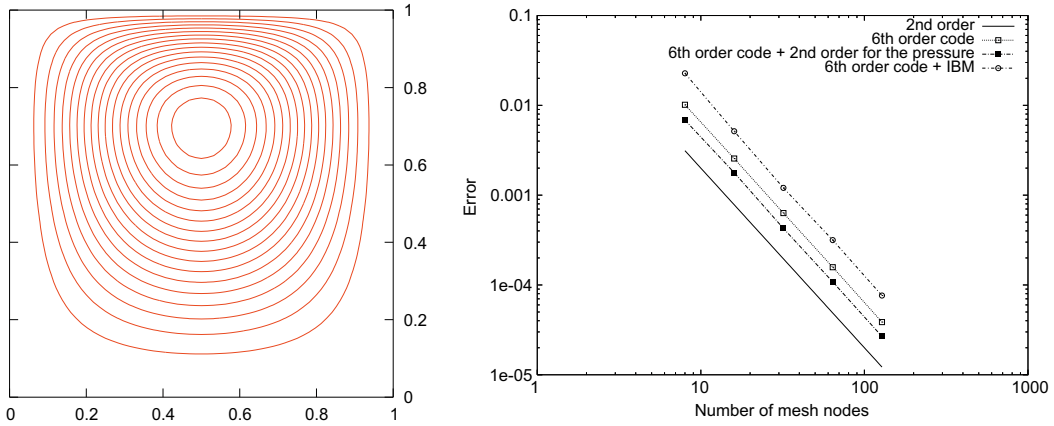 1
0.8
0.6
0.4
0.2
0
0 0.2 0.4 0.6 0.8 1
0.1
0.01
0.001
1e-04
1e-05
Error
2nd order
6th order code
6th order code + 2nd order for the pressure
6th order code + IBM
1 10 100 1000
Number of mesh nodes